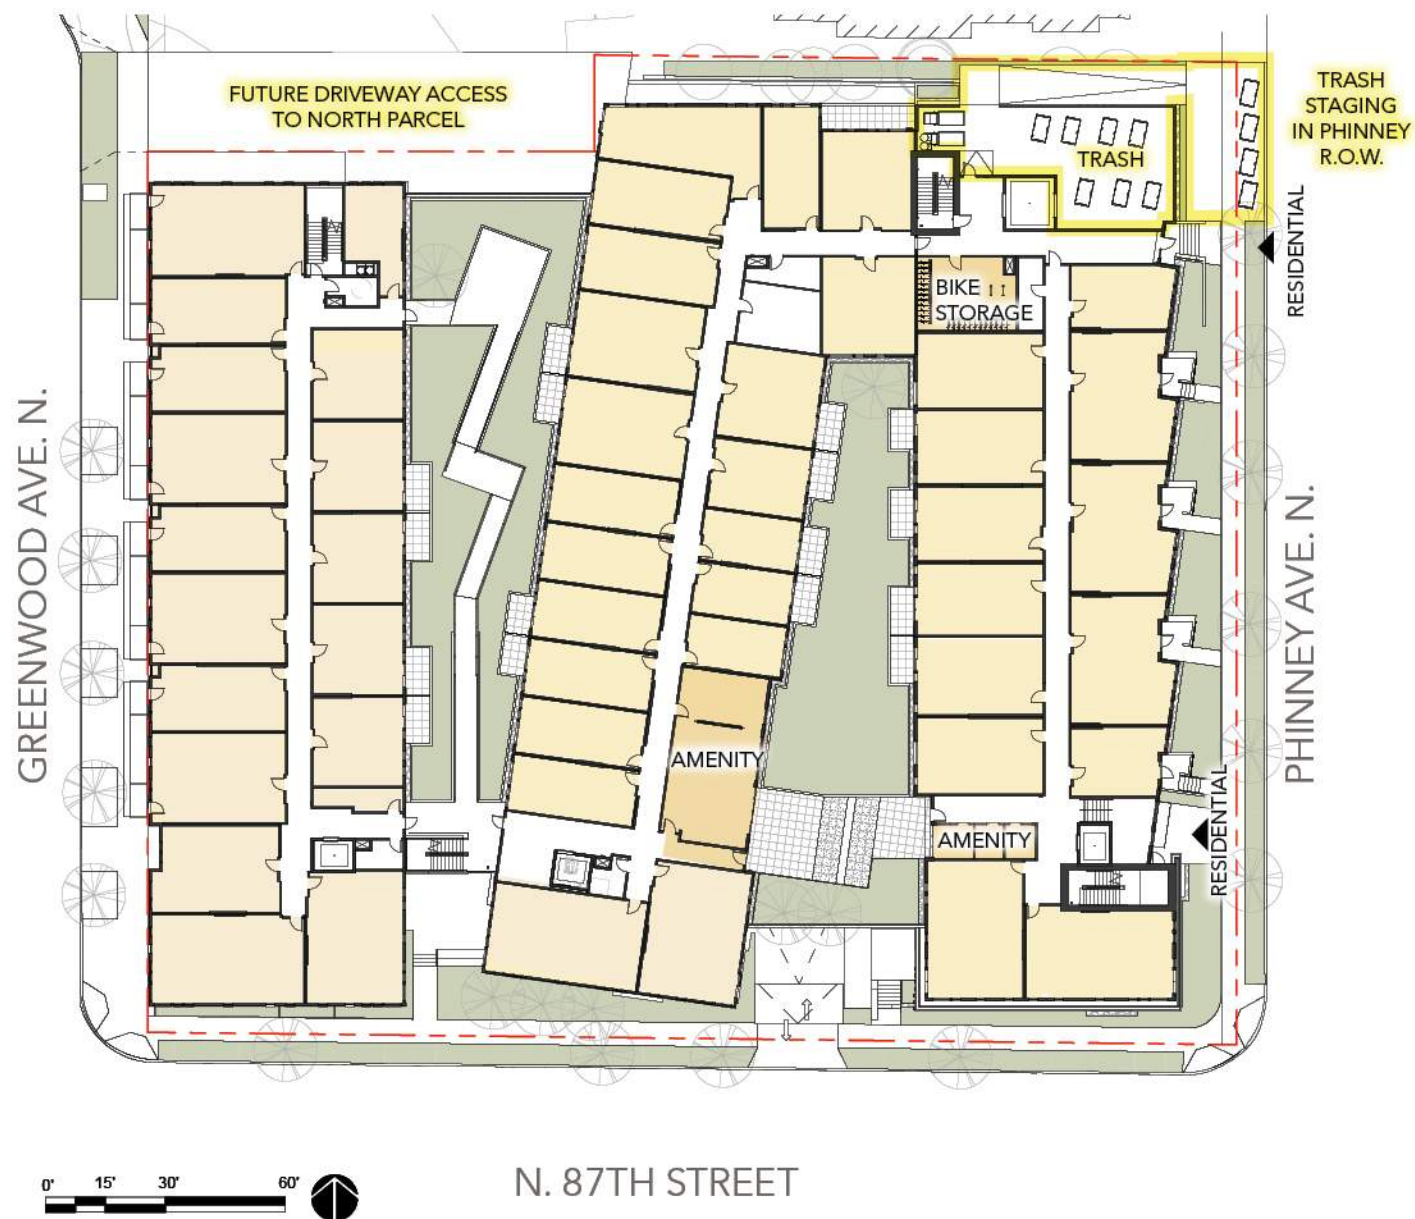 FUTURE DRIVEWAY ACCESS
TO NORTH PARCEL
TRASH
STAGING
IN PHINNEY
R.O.W.
TRASH
RESIDENTIAL
BIKE
STORAGE
GREENWOOD AVE. N.
PHINNEY AVE. N.
AMENITY
AMENITY
RESIDENTIAL
N. 87TH STREET
0' 15' 30' 60'